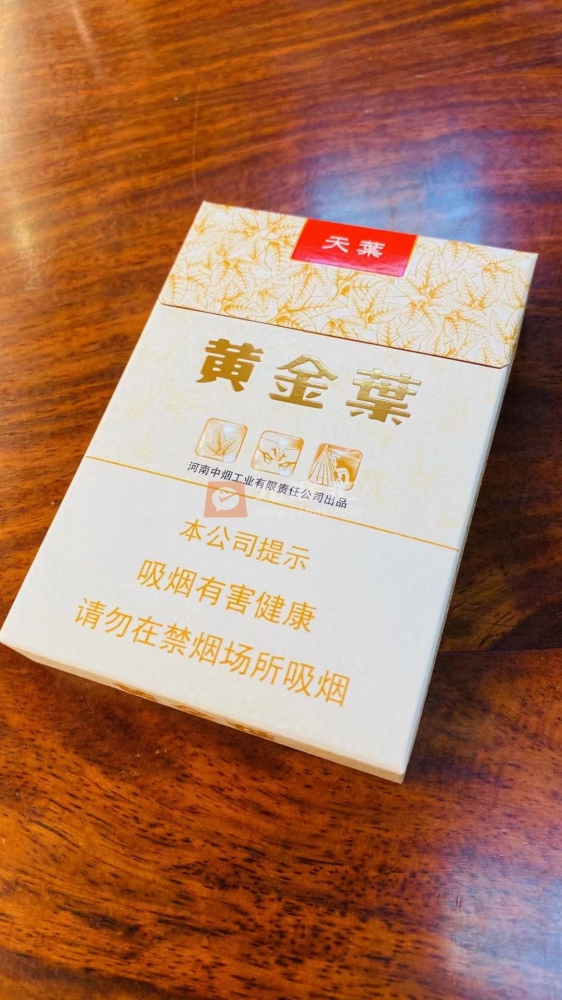 天葉
黄金葉
河南中烟工业有限责任公司出品
本公司提示
吸烟有害健康
请勿在禁烟场所吸烟